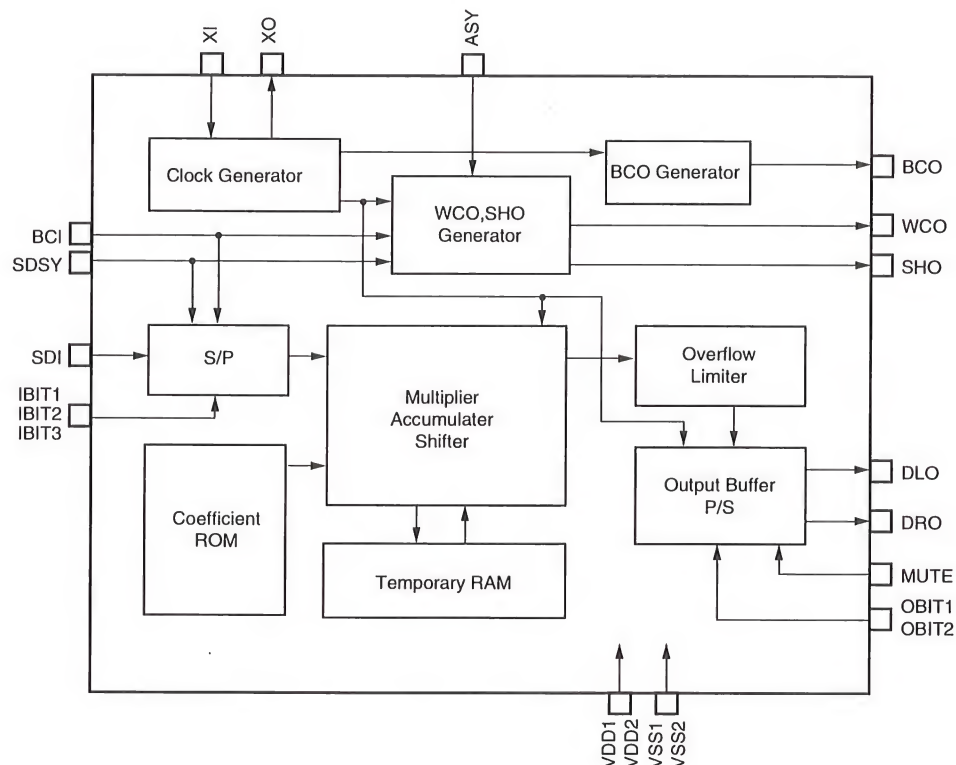 XI
XO
ASY
Clock Generator
BCO Generator
BCO
WCO,SHO
Generator
WCO
BCI
SDSY
SHO
SDI
S/P
Multiplier
Accumulater
Shifter
Overflow
Limiter
IBIT1
IBIT2
IBIT3
Coefficient
ROM
Output Buffer
P/S
DLO
DRO
Temporary RAM
MUTE
OBIT1
OBIT2
VDD1
VDD2
VSS1
VSS2